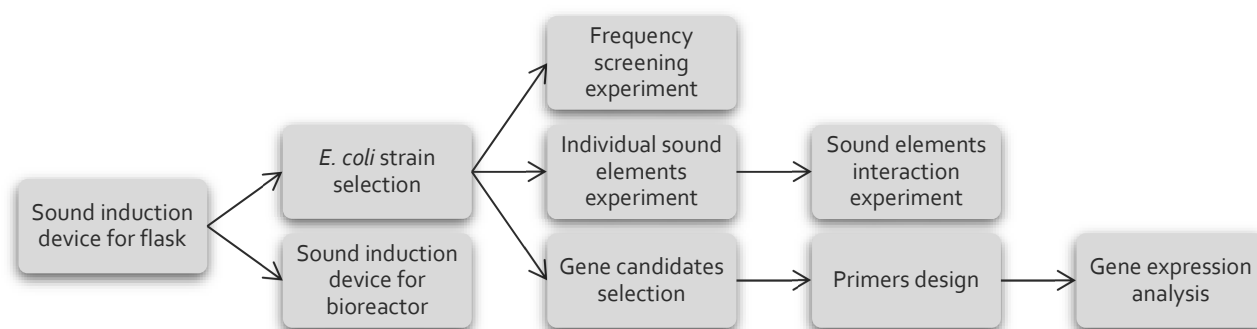 Sound induction
device for flask
E. coli strain
selection
Sound induction
device for
bioreactor
Frequency
screening
experiment
Individual sound
elements
experiment
Gene candidates
selection
Sound elements
interaction
experiment
Primers design
Gene expression
analysis